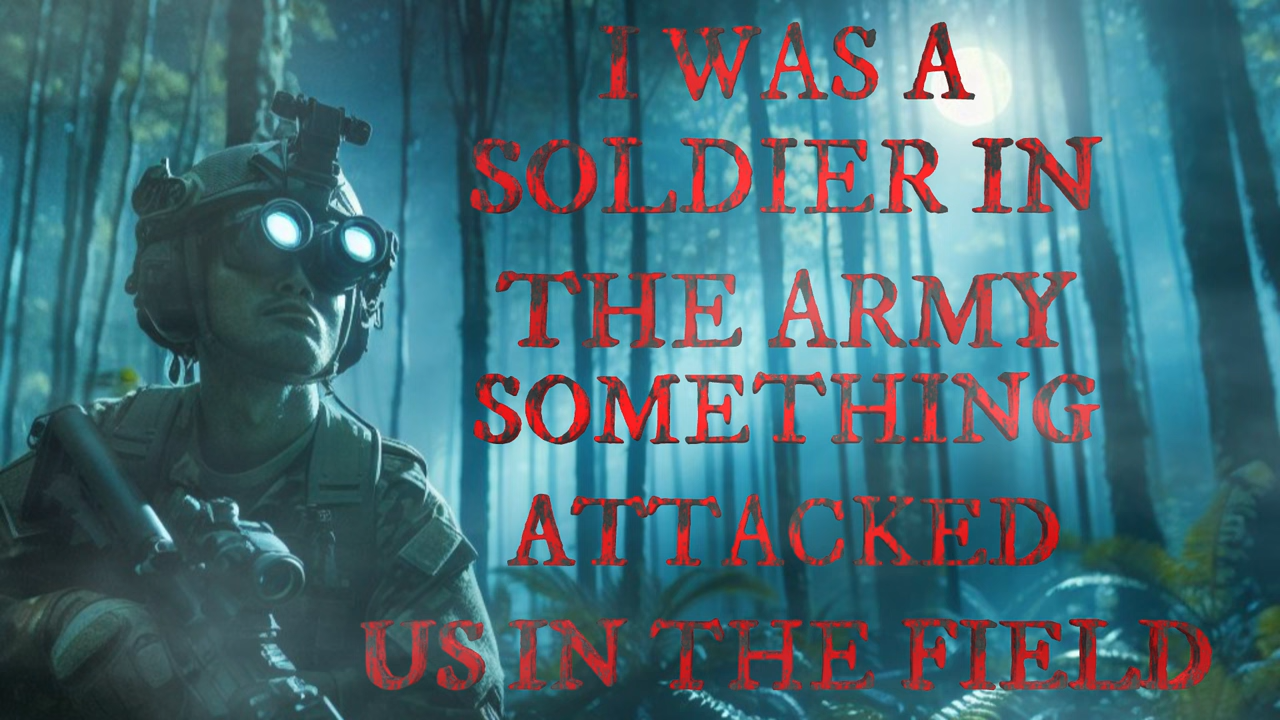 I WAS A
SOLDIER IN
THE ARMY
SOMETHING
ATTACKED
US IN THE FIELD